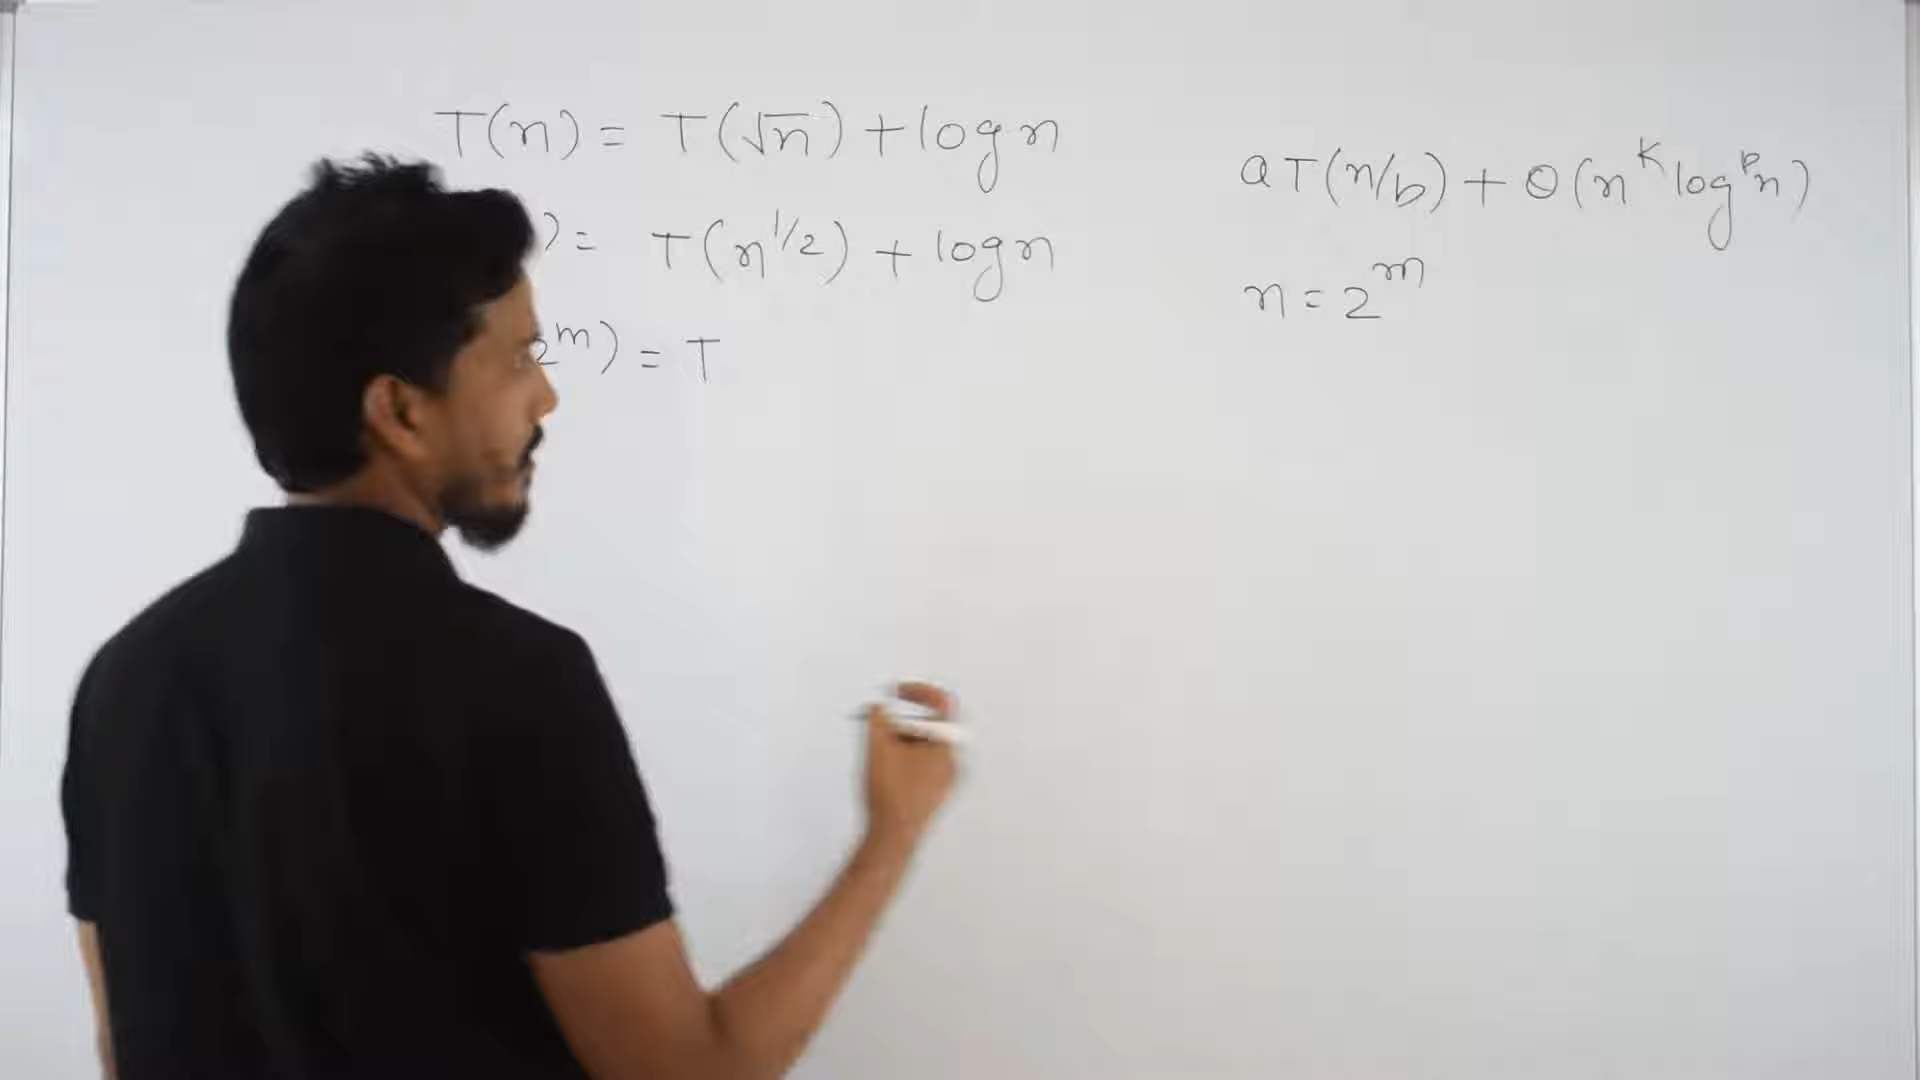 T(n) = T(√n) + log n
) = T(n^1/2) + log n
2^m) = T
aT(n/b) + Θ(n^K log^p n)
n = 2^m